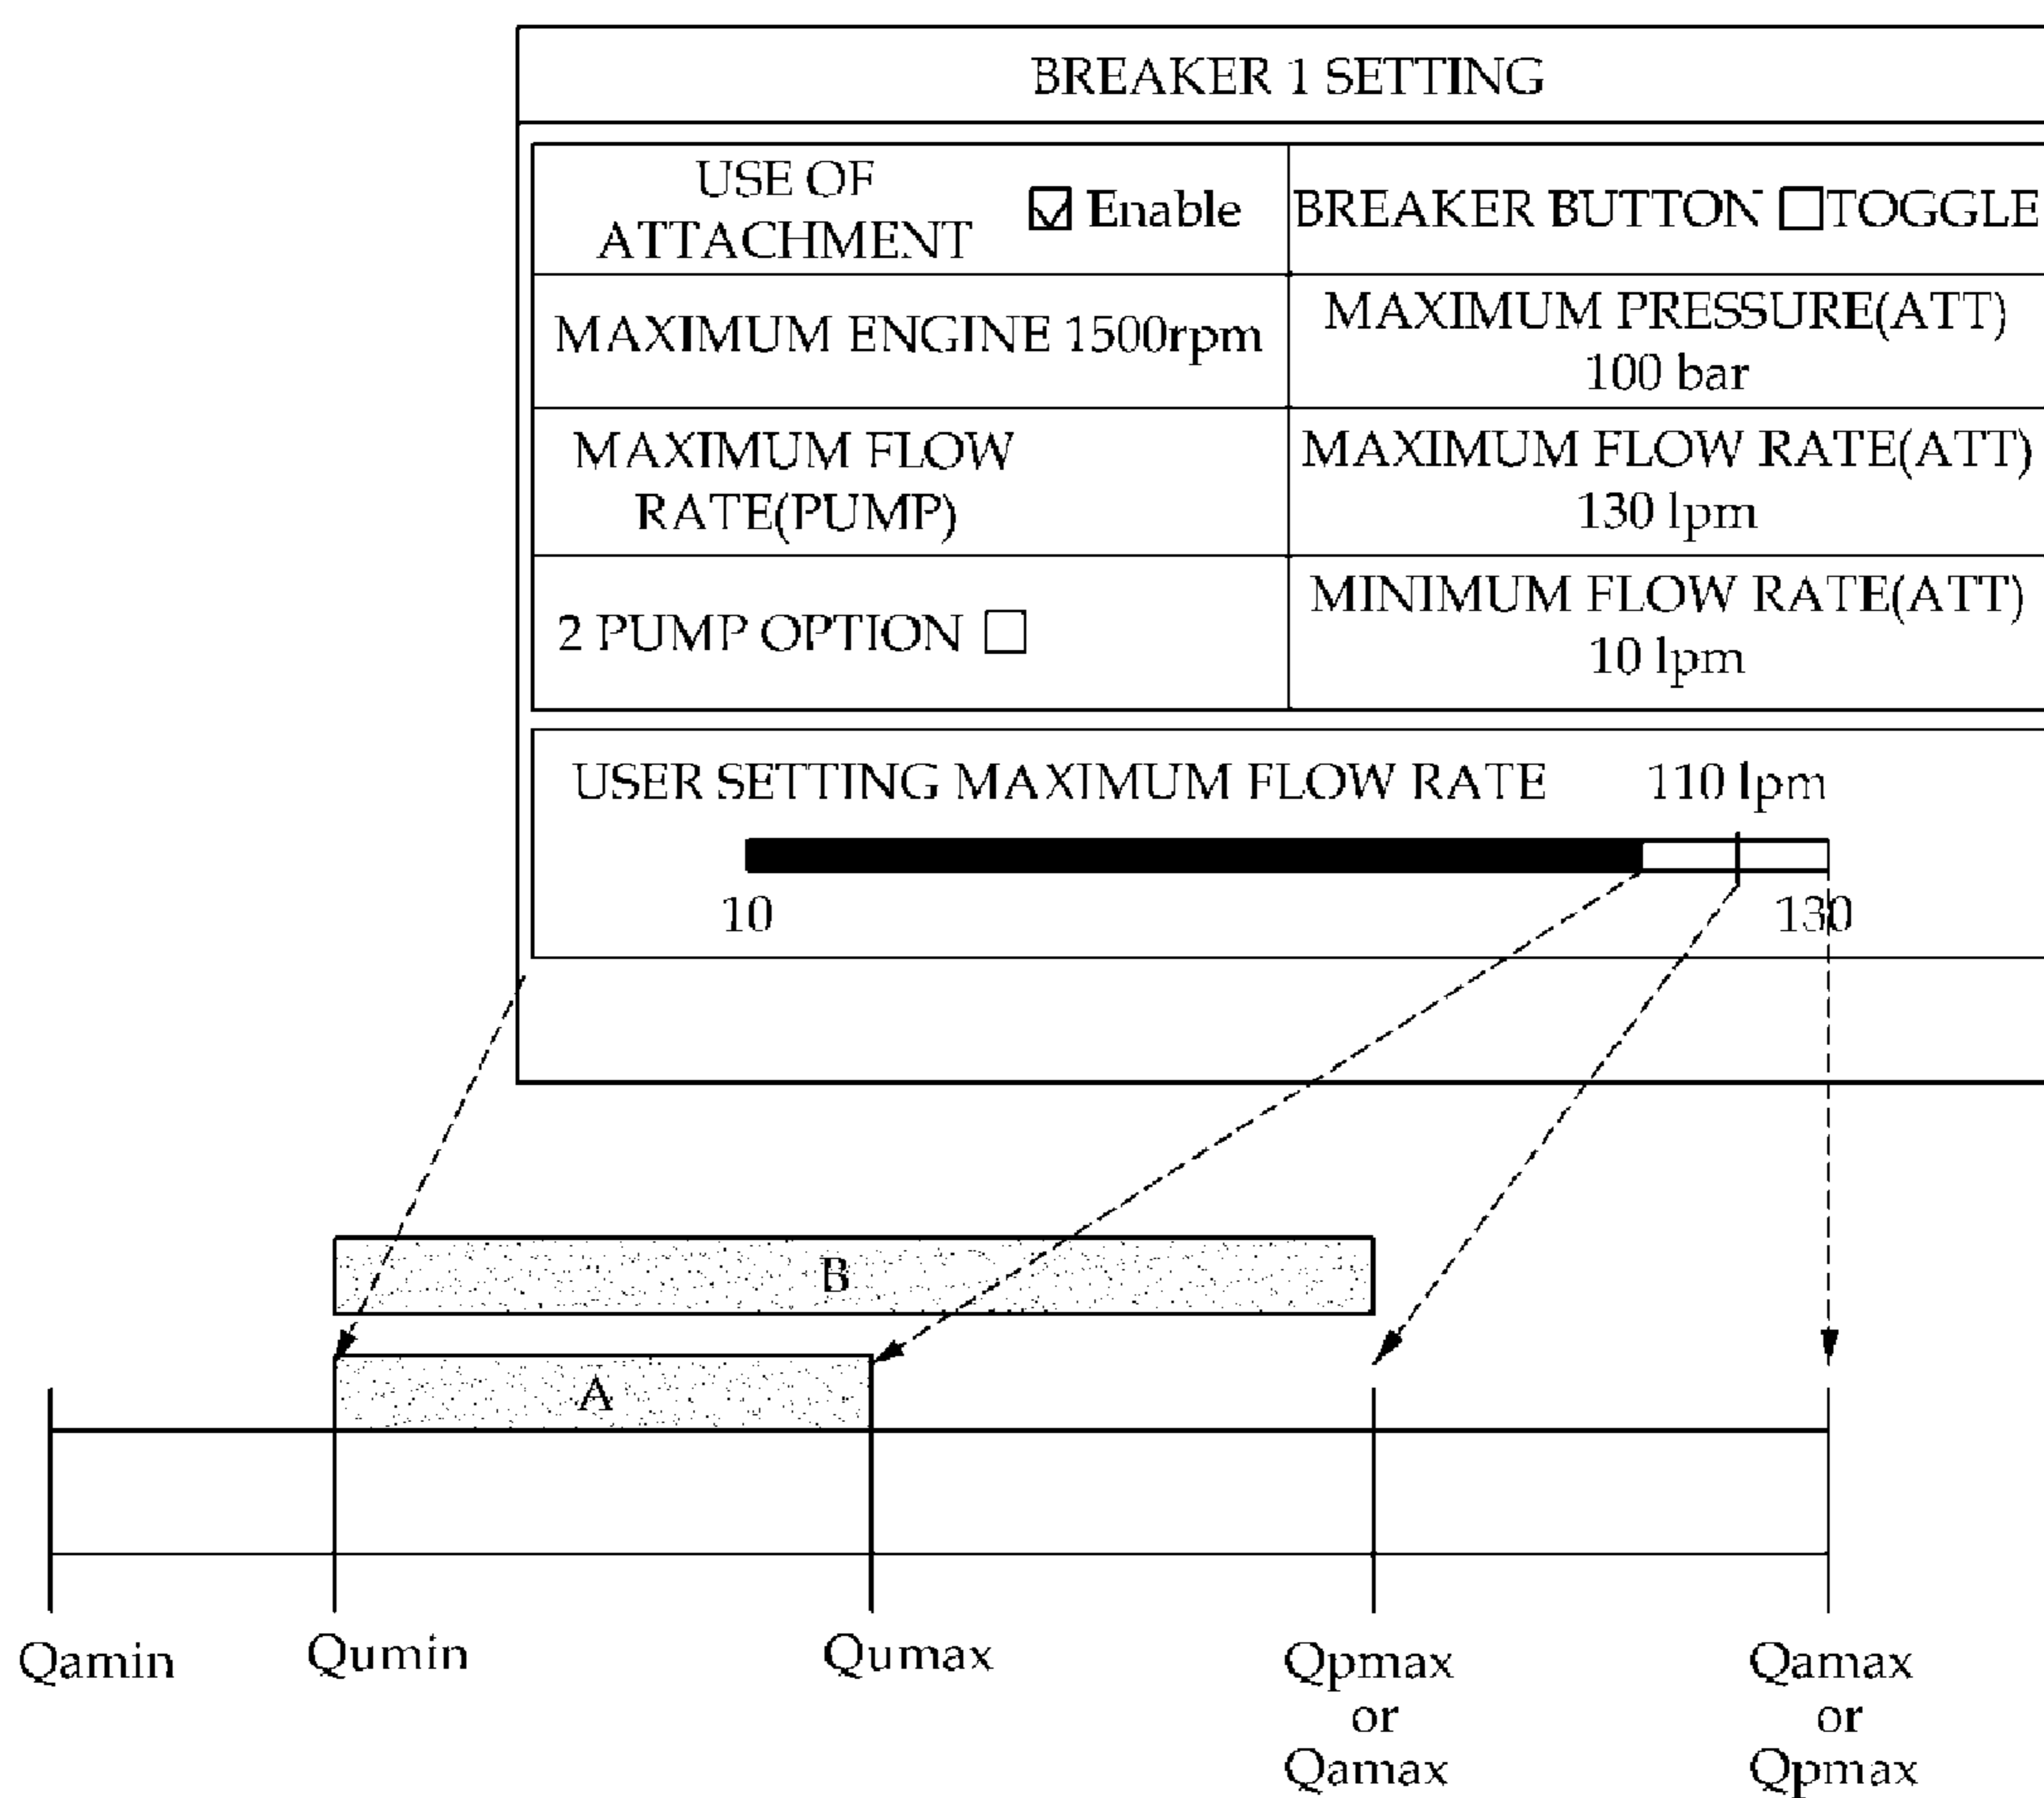 BREAKER 1 SETTING
USE OF
ATTACHMENT
Enable
BREAKER BUTTON TOGGLE
MAXIMUM ENGINE 1500rpm
MAXIMUM PRESSURE(ATT)
100 bar
MAXIMUM FLOW
RATE(PUMP)
MAXIMUM FLOW RATE(ATT)
130 lpm
2 PUMP OPTION
MINIMUM FLOW RATE(ATT)
10 lpm
USER SETTING MAXIMUM FLOW RATE 110 lpm
10
130
B
A
Qamin
Qumin
Qumax
Qpmax
or
Qamax
Qamax
or
Qpmax